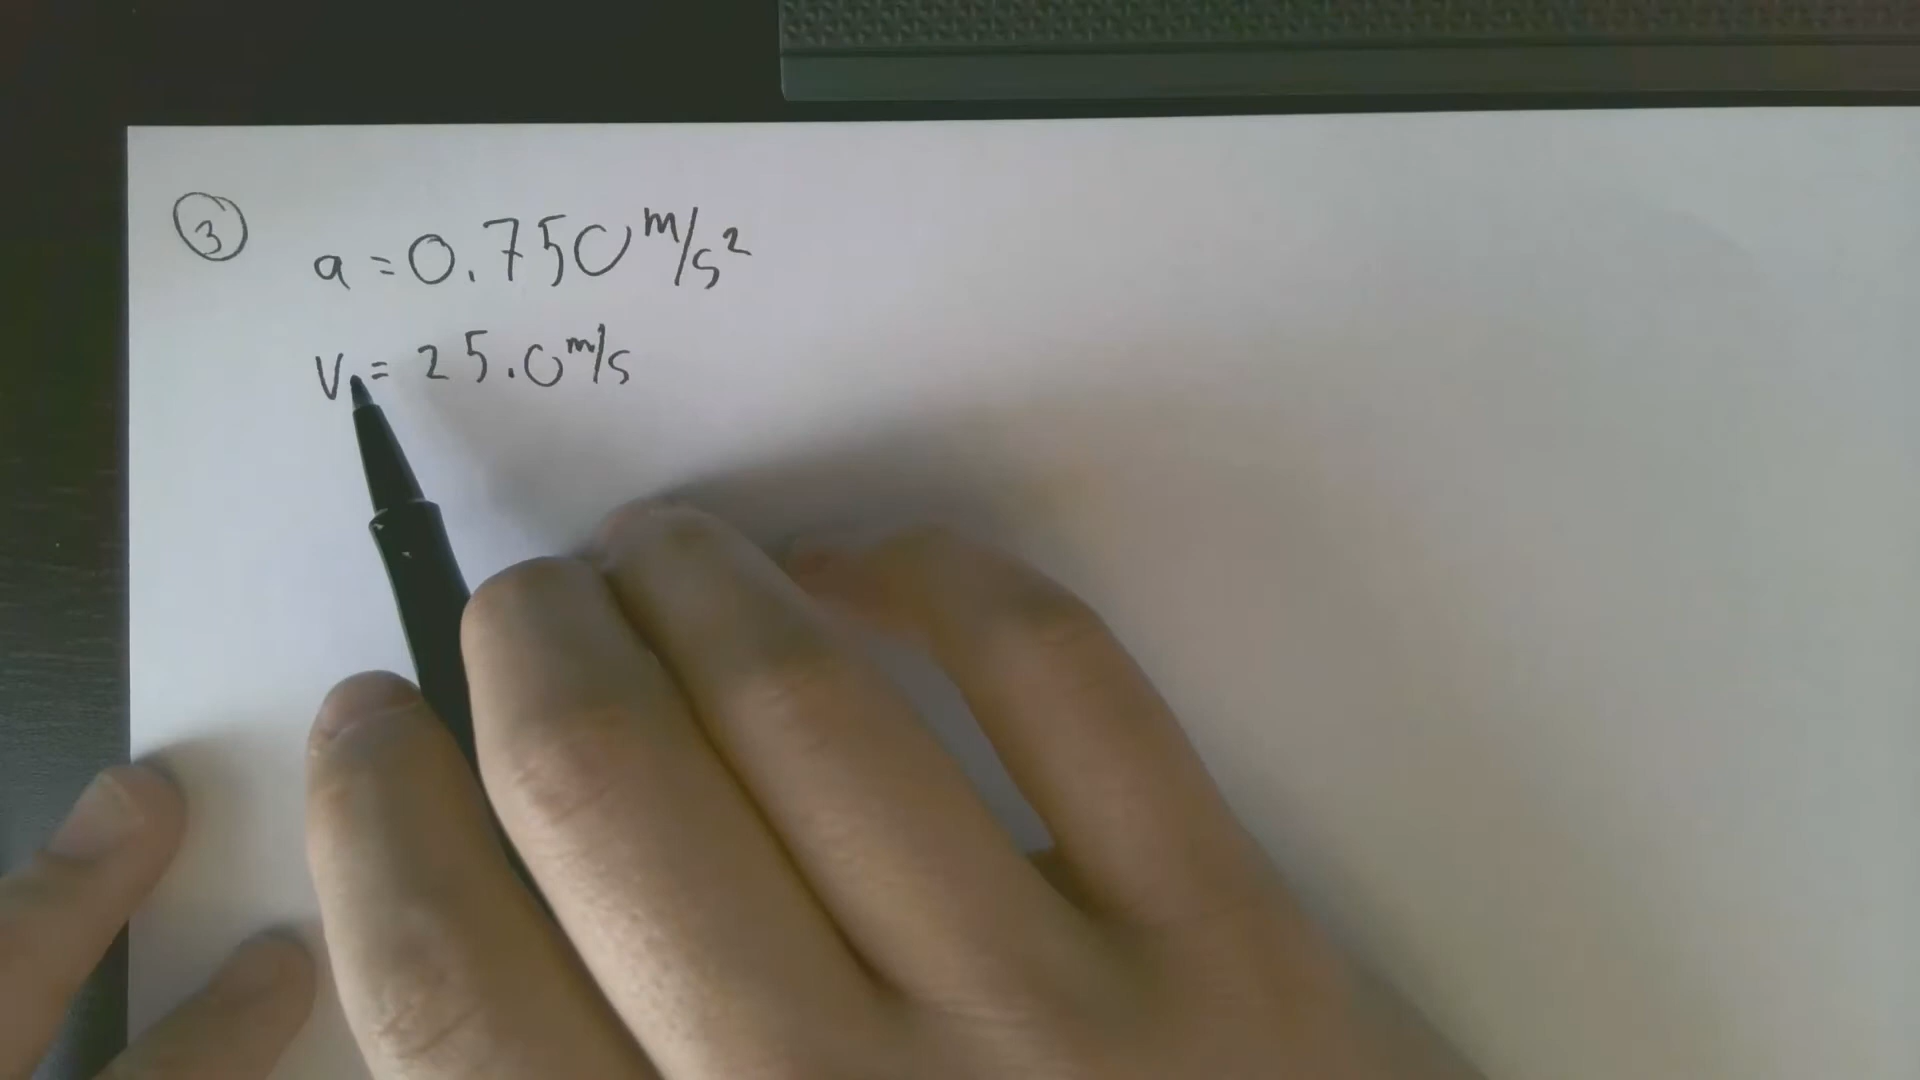 ③ a = 0.750 m/s²
V = 25.0 m/s